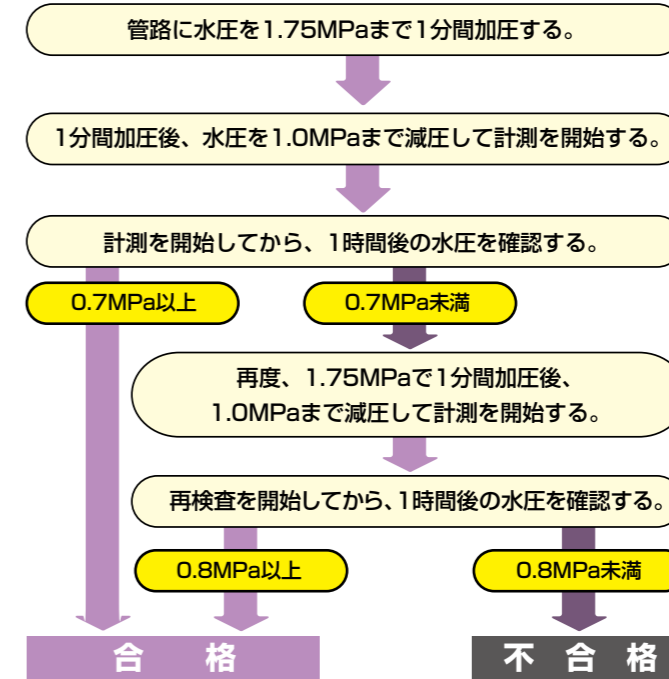 管路に水圧を1.75MPaまで1分間加圧する。
1分間加圧後、水圧を1.0MPaまで減圧して計測を開始する。
計測を開始してから、1時間後の水圧を確認する。
0.7MPa以上
0.7MPa未満
再度、1.75MPaで1分間加圧後、
1.0MPaまで減圧して計測を開始する。
再検査を開始してから、1時間後の水圧を確認する。
0.8MPa以上
0.8MPa未満
合格
不合格